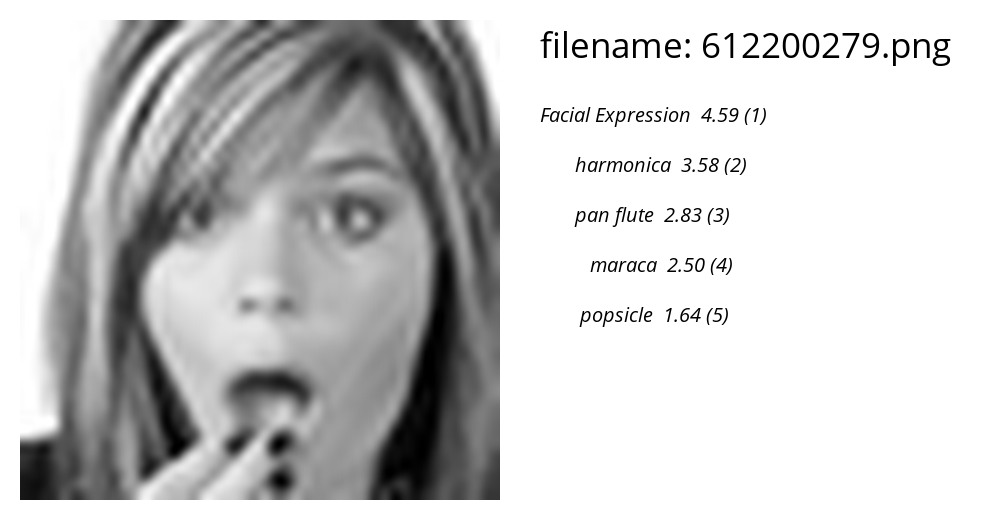 filename: 612200279.png
Facial Expression 4.59 (1)
harmonica 3.58 (2)
pan flute 2.83 (3)
maraca 2.50 (4)
popsicle 1.64 (5)